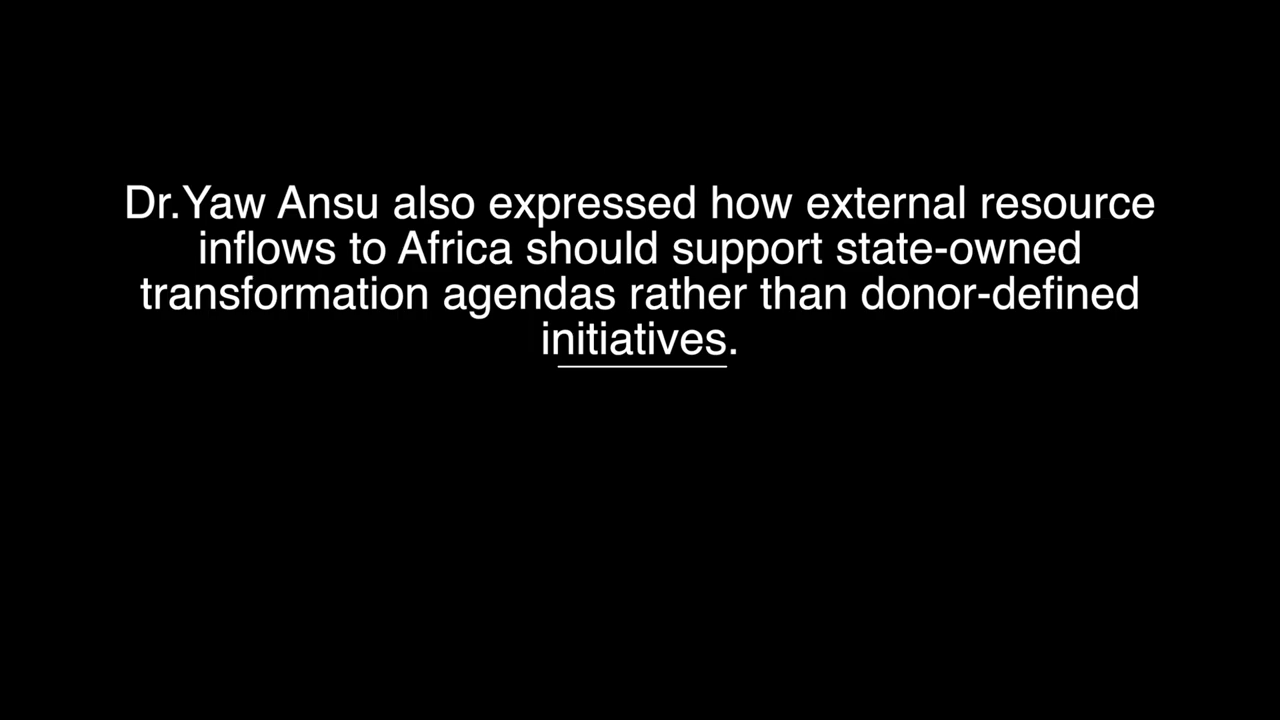 Dr.Yaw Ansu also expressed how external resource
inflows to Africa should support state-owned
transformation agendas rather than donor-defined
initiatives.